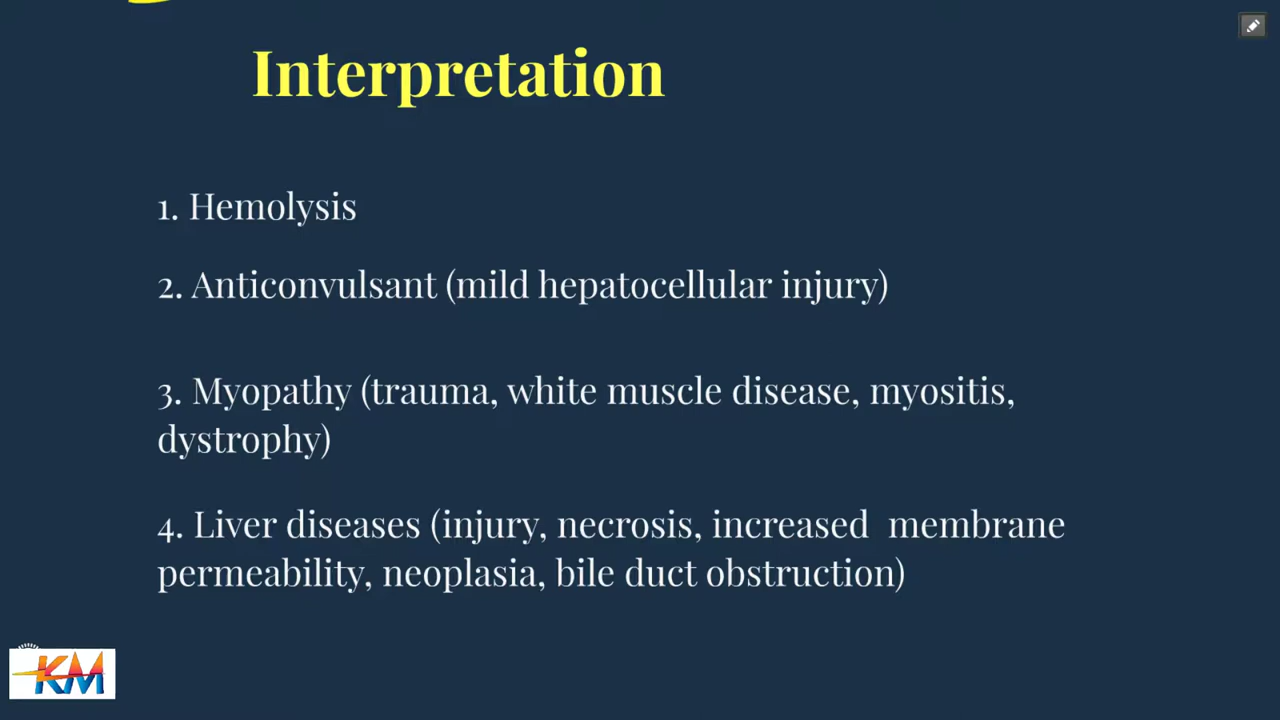 Interpretation
1. Hemolysis
2. Anticonvulsant (mild hepatocellular injury)
3. Myopathy (trauma, white muscle disease, myositis,
dystrophy)
4. Liver diseases (injury, necrosis, increased  membrane
permeability, neoplasia, bile duct obstruction)
KM